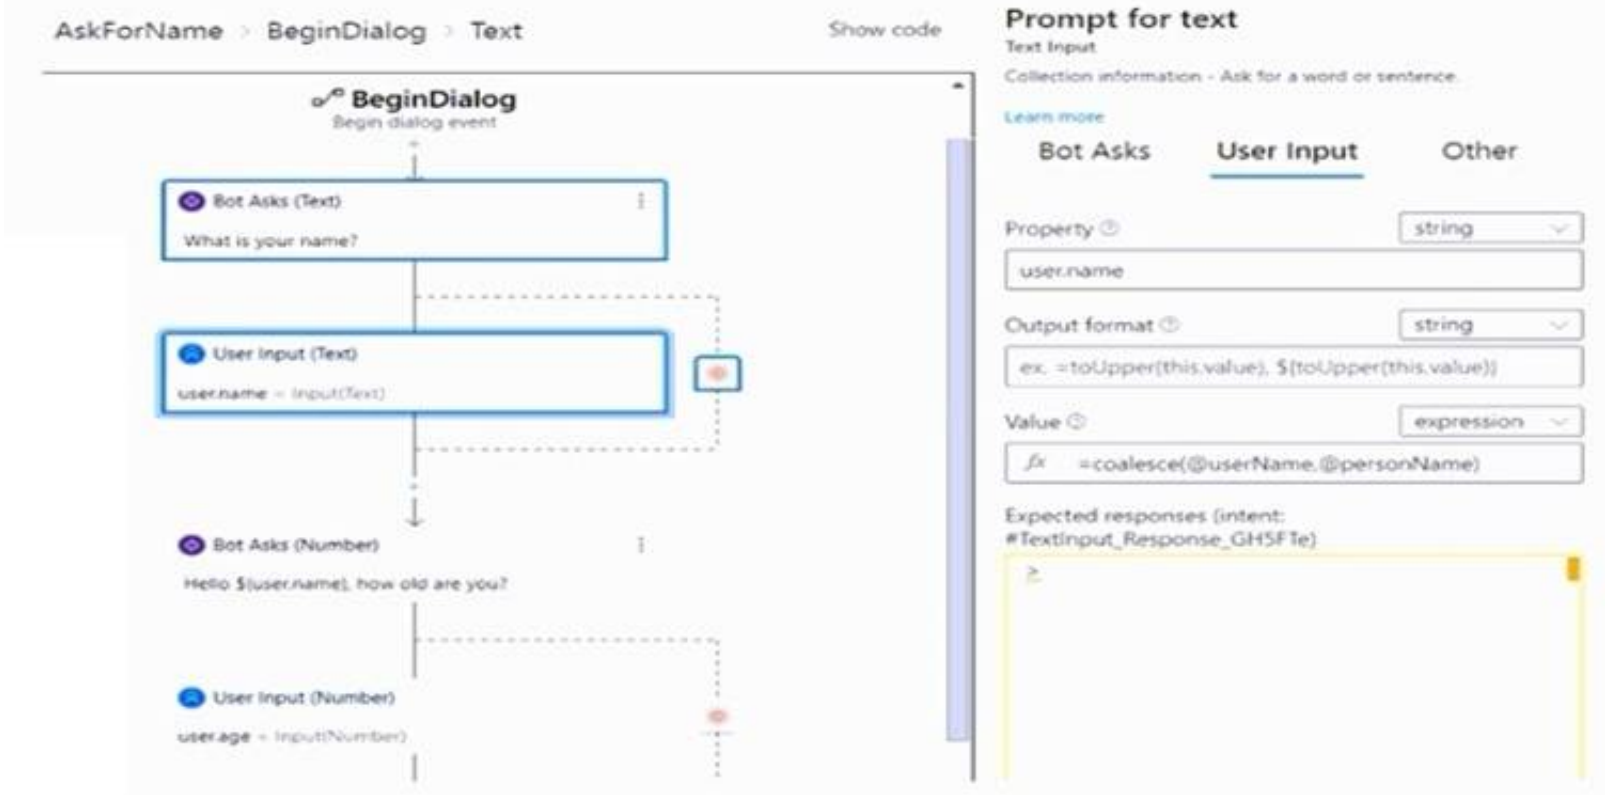 AskForName > BeginDialog > Text
Show code
BeginDialog
Begin dialog event
Bot Asks (Text)
What is your name?
User Input (Text)
user.name = Input(Text)
Bot Asks (Number)
Hello ${user.name}, how old are you?
User Input (Number)
user.age = Input(Number)
Prompt for text
Text Input
Collection information - Ask for a word or sentence.
Learn more
Bot Asks User Input Other
Property string
user.name
Output format string
ex. =toUpper(this.value), ${toUpper(this.value)}
Value expression
fx =coalesce(@userName,@personName)
Expected responses (intent:
#TextInput_Response_GH5FTe)
>